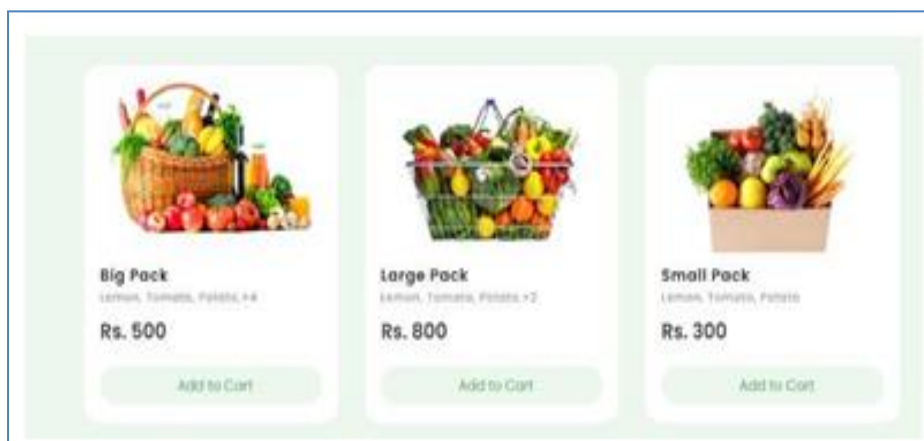 Big Pack
Lemon, Tomato, Potato, +4
Rs. 500
Add to Cart
Large Pack
Lemon, Tomato, Potato +2
Rs. 800
Add to Cart
Small Pack
Lemon, Tomato, Potato
Rs. 300
Add to Cart